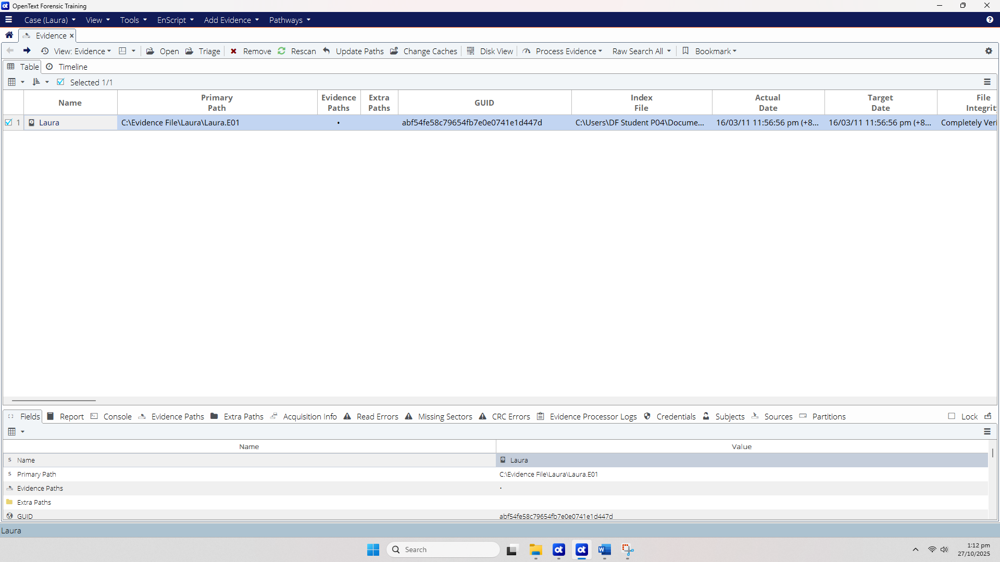 OpenText Forensic Training
Case (Laura) View Tools EnScript Add Evidence Pathways
Evidence
View: Evidence Open Triage Remove Rescan Update Paths Change Caches Disk View Process Evidence Raw Search All Bookmark
Table Timeline
Selected 1/1
Name Primary Path Evidence Paths Extra Paths GUID Index File Actual Date Target Date File Integrit
1 Laura C:\Evidence File\Laura\Laura.E01 • abf54fe58c79654fb7e0e0741e1d447d C:\Users\DF Student P04\Docume... 16/03/11 11:56:56 pm (+8... 16/03/11 11:56:56 pm (+8... Completely Veri
Fields Report Console Evidence Paths Extra Paths Acquisition Info Read Errors Missing Sectors CRC Errors Evidence Processor Logs Credentials Subjects Sources Partitions Lock
Name Value
s Name Laura
s Primary Path C:\Evidence File\Laura\Laura.E01
Evidence Paths •
Extra Paths
GUID abf54fe58c79654fb7e0e0741e1d447d
Laura
Search
1:12 pm
27/10/2025